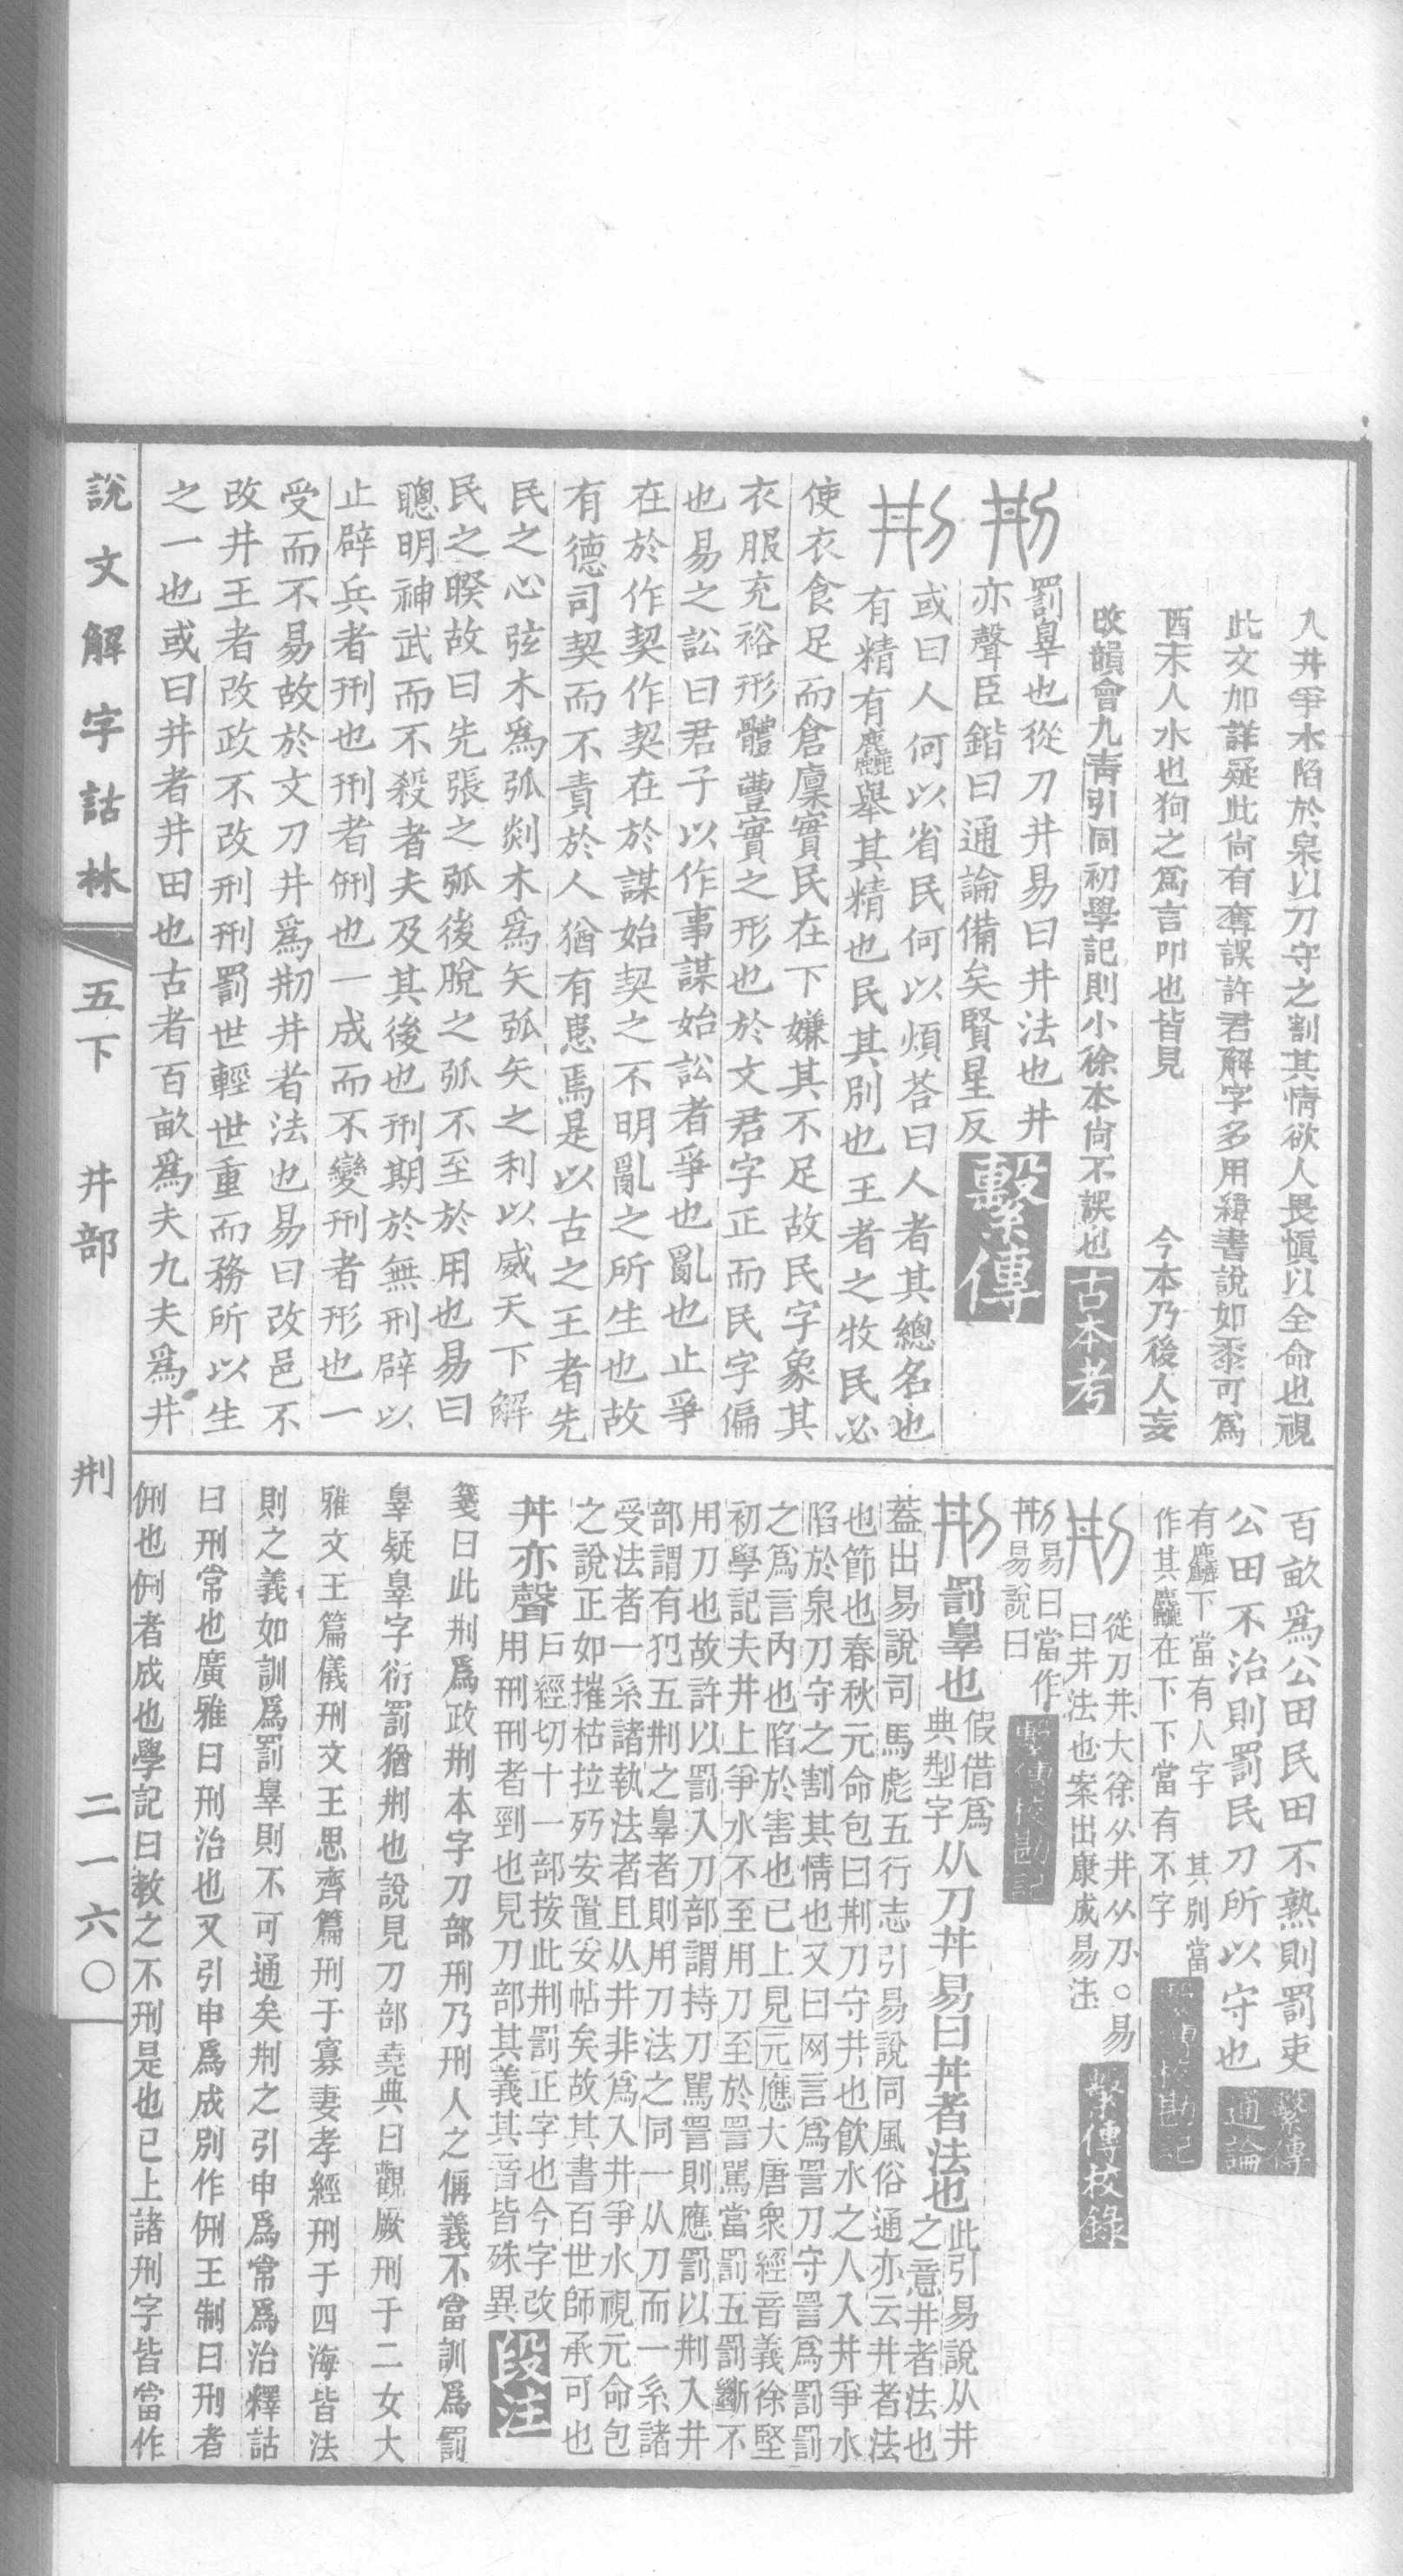 入井爭水陷於泉以刀守之割其情欲人畏愼以全命也視
此文加詳疑此尙有奪誤許君解字多用緯書說如黍可爲
酉末人水也狗之爲言叩也皆見 今本乃後人妄
改韻會九靑引同初學記則小徐本尙不誤也 古本考
罰辠也從刀井易曰井法也井
亦聲臣鍇曰通論備矣賢星反 繫傳
或曰人何以省民何以煩荅曰人者其總名也
有精有麤舉其精也民其別也王者之牧民必
使衣食足而倉廩實民在下嫌其不足故民字象其
衣服充裕形體豐實之形也於文君字正而民字偏
也易之訟曰君子以作事謀始訟者爭也亂也止爭
在於作契作契在於謀始契之不明亂之所生也故
有德司契而不責於人猶有慝焉是以古之王者先
民之心弦木爲弧剡木爲矢弧矢之利以威天下解
民之睽故曰先張之弧後脫之弧不至於用也易曰
聰明神武而不殺者夫及其後也刑期於無刑辟以
止辟兵者刑也刑者侀也一成而不變刑者形也一
受而不易故於文刀井爲刱井者法也易曰改邑不
改井王者改政不改刑刑罰世輕世重而務所以生
之一也或曰井者井田也古者百畝爲夫九夫爲井
百畝爲公田民田不熟則罰吏
公田不治則罰民刀所以守也 繫傳通論
有麤下當有人字 其別當
作其麤在下下當有不字 繫傳校勘記
從刀井大徐从井从刀○易
曰井法也案出康成易注 繫傳校錄
荆易曰當作
易說曰 繫傳校勘記
罰辠也 假借爲
典型字 从刀丼易曰丼者法也 此引易說从井
之意井者法也
蓋出易說司馬彪五行志引易說同風俗通亦云井者法
也節也春秋元命包曰荆刀守井也飮水之人入井爭水
陷於泉刀守之割其情也又曰网言爲詈刀守詈爲罰罰
之爲言內也陷於害也已上見元應大唐衆經音義徐堅
初學記夫井上爭水不至用刀至於詈罵當罰五罰斷不
用刀也故許以罰入刀部謂持刀罵詈則應罰以荆入井
部謂有犯五荆之辠者則用刀法之同一从刀而一系諸
受法者一系諸執法者且从井非爲入井爭水視元命包
之說正如摧枯拉㱙安置妥帖矣故其書百世師承可也
丼亦聲 戶經切十一部按此荆罰正字也今字改
用刑刑者剄也見刀部其義其音皆殊異 段注
箋曰此荆爲政荆本字刀部刑乃刑人之偁義不當訓爲罰
辠疑辠字衍罰猶荆也說見刀部堯典曰觀厥刑于二女大
雅文王篇儀刑文王思齊篇刑于寡妻孝經刑于四海皆法
則之義如訓爲罰辠則不可通矣荆之引申爲常爲治釋詁
曰刑常也廣雅曰刑治也又引申爲成別作侀王制曰刑者
侀也侀者成也學記曰敎之不刑是也已上諸刑字皆當作
說文解字詁林 五下 井部 荆 二一六○